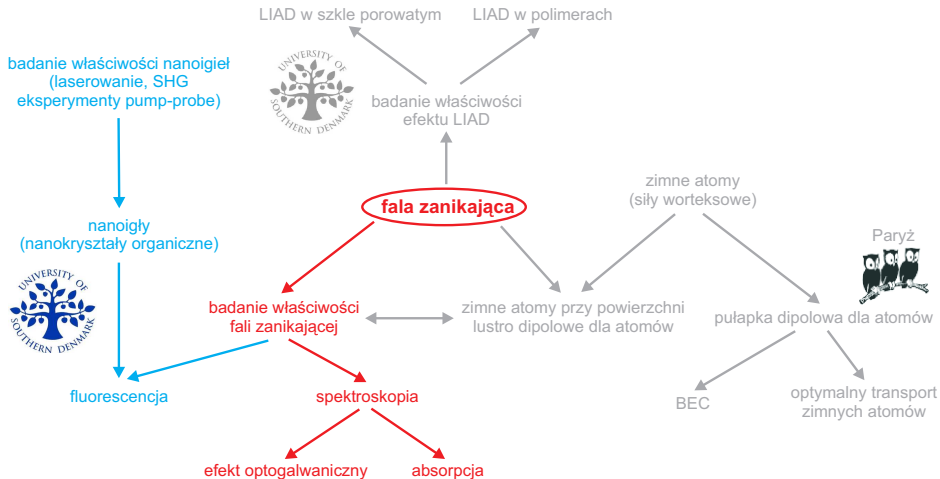 LIAD w szkle porowatym
LIAD w polimerach
badanie właściwości nanoigieł
(laserowanie, SHG
eksperymenty pump-probe)
UNIVERSITY OF
SOUTHERN DENMARK
badanie właściwości
efektu LIAD
zimne atomy
(siły worteksowe)
fala zanikająca
nanoigły
(nanokryształy organiczne)
Paryż
UNIVERSITY OF
SOUTHERN DENMARK
badanie właściwości
fali zanikającej
zimne atomy przy powierzchni
lustro dipolowe dla atomów
pułapka dipolowa dla atomów
fluorescencja
spektroskopia
BEC
optymalny transport
zimnych atomów
efekt optogalwaniczny
absorpcja